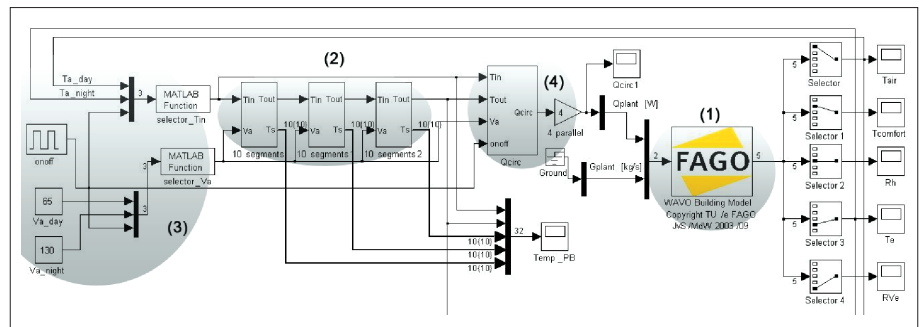 (2)
(4)
(3)
(1)
Ta_day
Ta_night
3
MATLAB
Function
selector_Tin
onoff
MATLAB
Function
selector_Va
3
65
Va_day
130
Va_night
Tin Tout
Va Ts
10 segments
Tin Tout
Va Ts
10 segments 1
Tin Tout
Va Ts
10 segments 2
10{10}
10{10}
10{10}
Tin
Tout
Va
onoff
Qcirc
Qcirc
4
4 parallel
Qcirc1
Ground
Qplant [W]
Gplant [kg/s]
2
FAGO
5
WAVO Building Model
Copyright TU /e FAGO
JvS /MeW 2003 /09
10{10}
10{10}
10{10}
32
Temp _PB
5
Selector
Tair
5
Selector 1
Tcomfort
5
Selector 2
Rh
5
Selector 3
Te
5
Selector 4
RVe